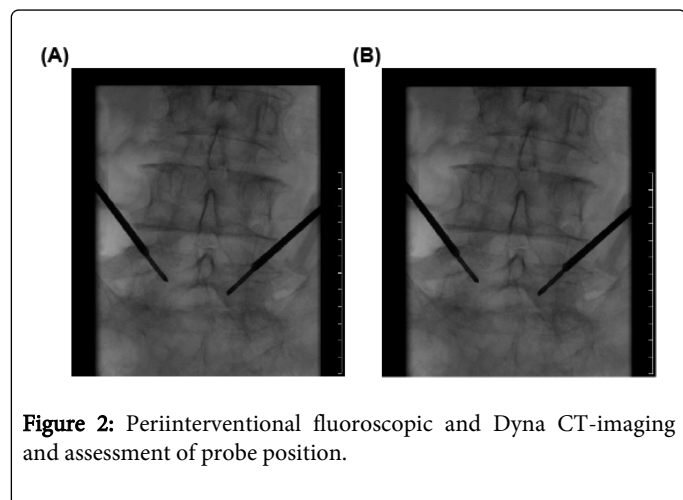 (A) (B)
Figure 2: Periinterventional fluoroscopic and Dyna CT-imaging
and assessment of probe position.